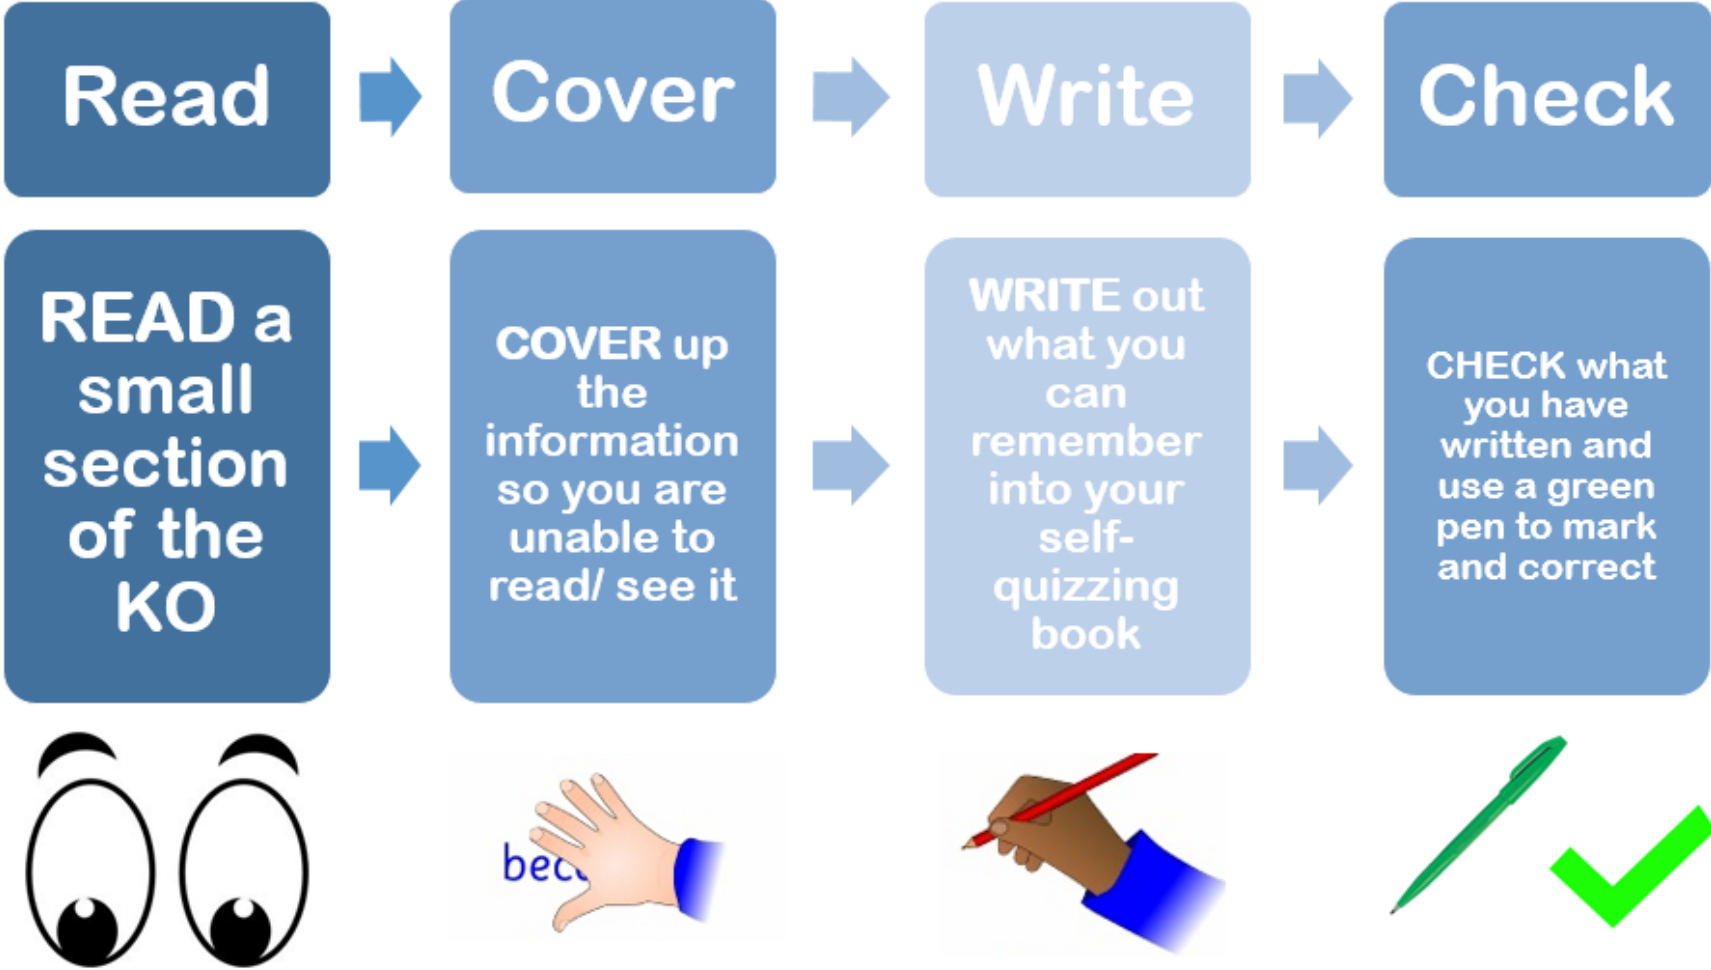 Read
Cover
Write
Check
READ a
small
section
of the
KO
COVER up
the
information
so you are
unable to
read/ see it
WRITE out
what you
can
remember
into your
self-
quizzing
book
CHECK what
you have
written and
use a green
pen to mark
and correct
bec